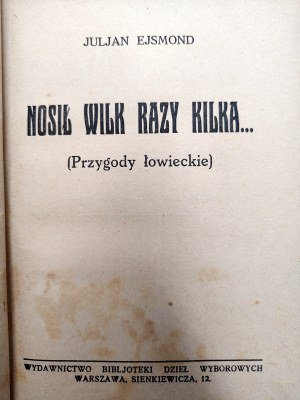 JULJAN EJSMOND
NOSIŁ WILK RAZY KILKA...
(Przygody łowieckie)
WYDAWNICTWO BIBLJOTEKI DZIEŁ WYBOROWYCH
WARSZAWA, SIENKIEWICZA, 12.